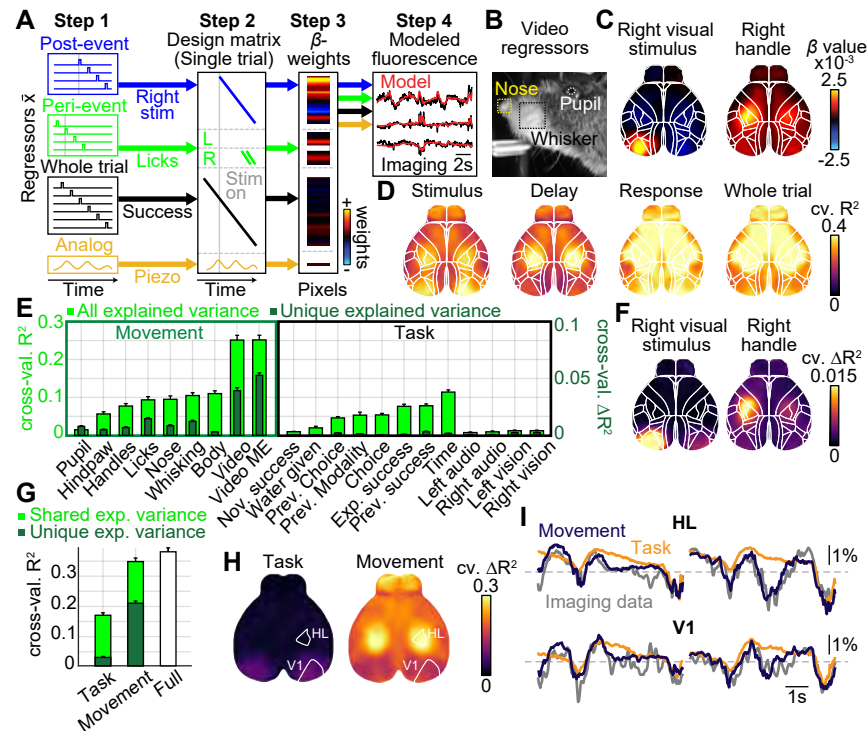 A
Step 1
Step 2
Step 3
Step 4
Post-event
Design matrix
(Single trial)
β-
weights
Modeled
fluorescence
Regressors x̄
Peri-event
Whole trial
Analog
Right
stim
L
R
Licks
Stim
on
Success
Piezo
Time
Time
Pixels
+
-
weights
Model
Imaging 2s
B
Video
regressors
Nose
Pupil
Whisker
C
Right visual
stimulus
Right
handle
β value
x10-3
2.5
-2.5
D
Stimulus
Delay
Response
Whole trial
cv. R2
0.4
0
E
All explained variance
Unique explained variance
Movement
Task
cross-val. R2
0.3
0.2
0.1
0
cross-val. ΔR2
0.1
0.05
0
Pupil
Hindpaw
Handles
Licks
Nose
Whisking
Body
Video
Video ME
Nov. success
Water given
Prev. Choice
Prev. Modality
Choice
Exp. success
Prev. success
Time
Left audio
Right audio
Left vision
Right vision
F
Right visual
stimulus
Right
handle
cv. ΔR2
0.015
0
G
Shared exp. variance
Unique exp. variance
cross-val. R2
0.3
0.2
0.1
0
Task
Movement
Full
H
Task
Movement
HL
V1
HL
V1
cv. ΔR2
0.3
0
I
Movement
Task
HL
1%
Imaging data
V1
1%
1s